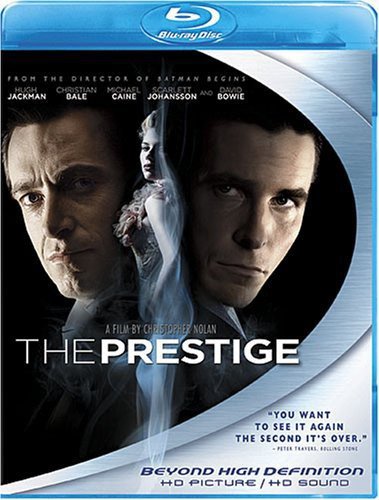 Blu-ray Disc
FROM THE DIRECTOR OF BATMAN BEGINS
HUGH CHRISTIAN MICHAEL SCARLETT AND DAVID
JACKMAN BALE CAINE JOHANSSON BOWIE
A FILM BY CHRISTOPHER NOLAN
THE PRESTIGE
"YOU WANT
TO SEE IT AGAIN
THE SECOND IT'S OVER."
– PETER TRAVERS, ROLLING STONE
BEYOND HIGH DEFINITION
HD PICTURE / HD SOUND